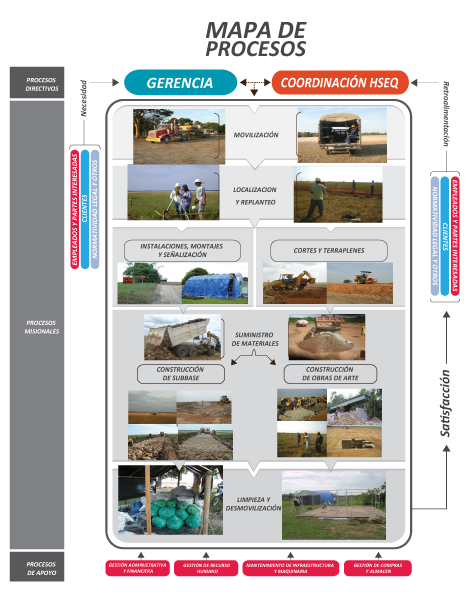 MAPA DE
PROCESOS
PROCESOS
DIRECTIVOS
GERENCIA
COORDINACIÓN HSEQ
Necesidad
Retroalimentación
EMPLEADOS Y PARTES INTERESADAS
CLIENTES
NORMATIVIDAD LEGAL Y OTROS
PROCESOS
MISIONALES
MOVILIZACIÓN
LOCALIZACION
Y REPLANTEO
INSTALACIONES, MONTAJES
Y SEÑALIZACIÓN
CORTES Y TERRAPLENES
SUMINISTRO
DE MATERIALES
CONSTRUCCIÓN
DE SUBBASE
CONSTRUCCIÓN
DE OBRAS DE ARTE
LIMPIEZA Y
DESMOVILIZACIÓN
NORMATIVIDAD LEGAL Y OTROS
CLIENTES
EMPLEADOS Y PARTES INTERESADAS
Satisfacción
PROCESOS
DE APOYO
GESTIÓN ADMINISTRATIVA
Y FINANCIERA
GESTIÓN DE RECURSO
HUMANO
MANTENIMIENTO DE INFRAESTRUCTURA
Y MAQUINARIA
GESTIÓN DE COMPRAS
Y ALMACEN